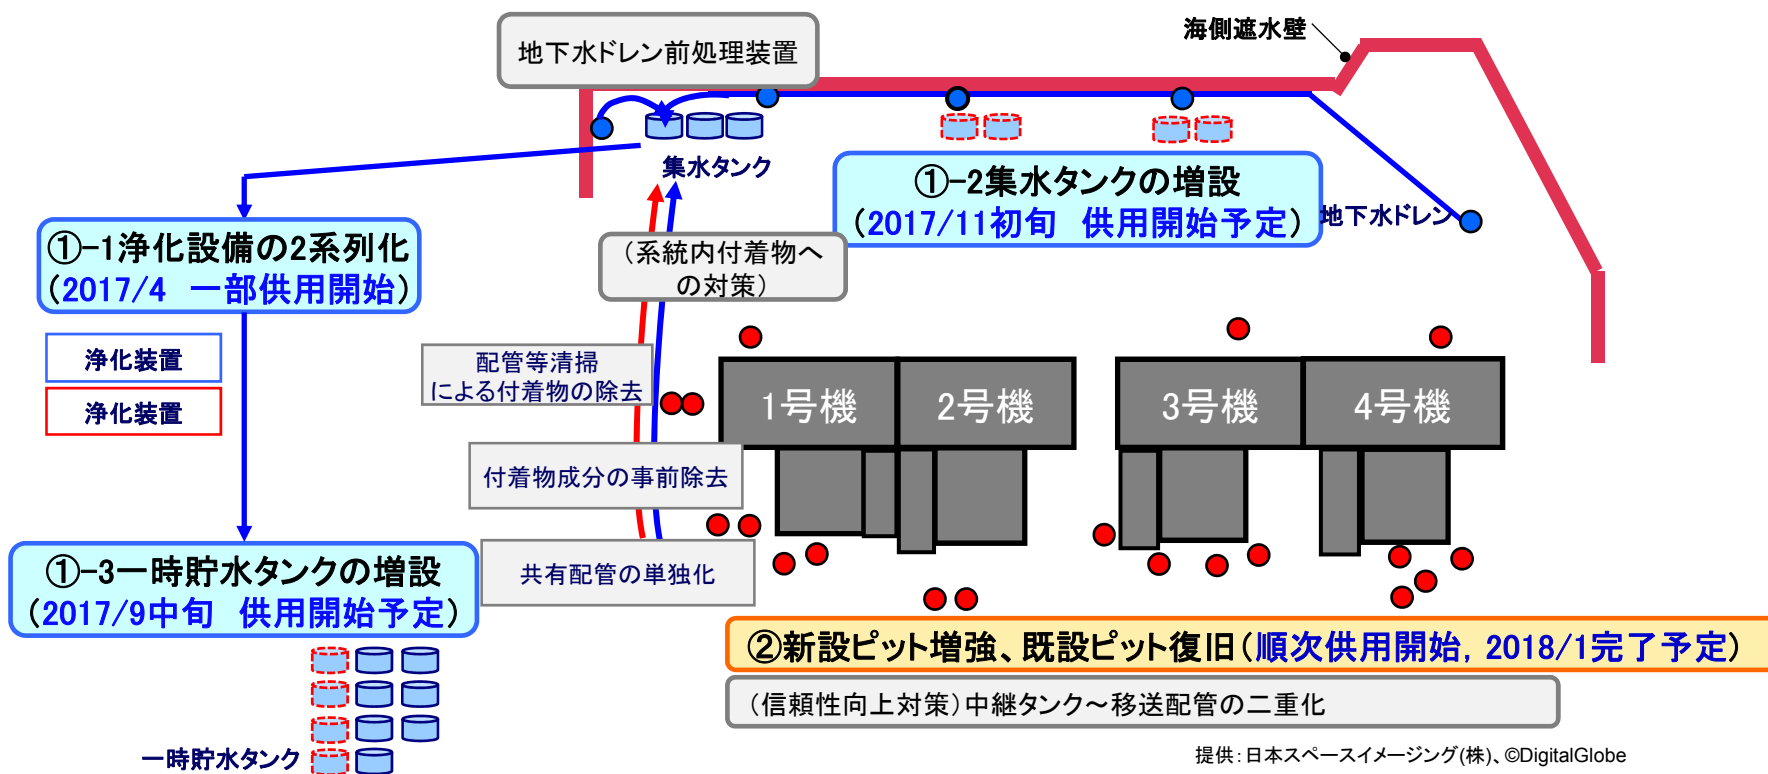 海側遮水壁
地下水ドレン前処理装置
集水タンク
①-2集水タンクの増設
(2017/11初旬　供用開始予定)
地下水ドレン
①-1浄化設備の2系列化
(2017/4　一部供用開始)
(系統内付着物へ
の対策)
浄化装置
浄化装置
配管等清掃
による付着物の除去
1号機
2号機
3号機
4号機
付着物成分の事前除去
共有配管の単独化
①-3一時貯水タンクの増設
(2017/9中旬　供用開始予定)
②新設ピット増強、既設ピット復旧(順次供用開始, 2018/1完了予定)
(信頼性向上対策)中継タンク～移送配管の二重化
一時貯水タンク
提供：日本スペースイメージング(株)、©DigitalGlobe